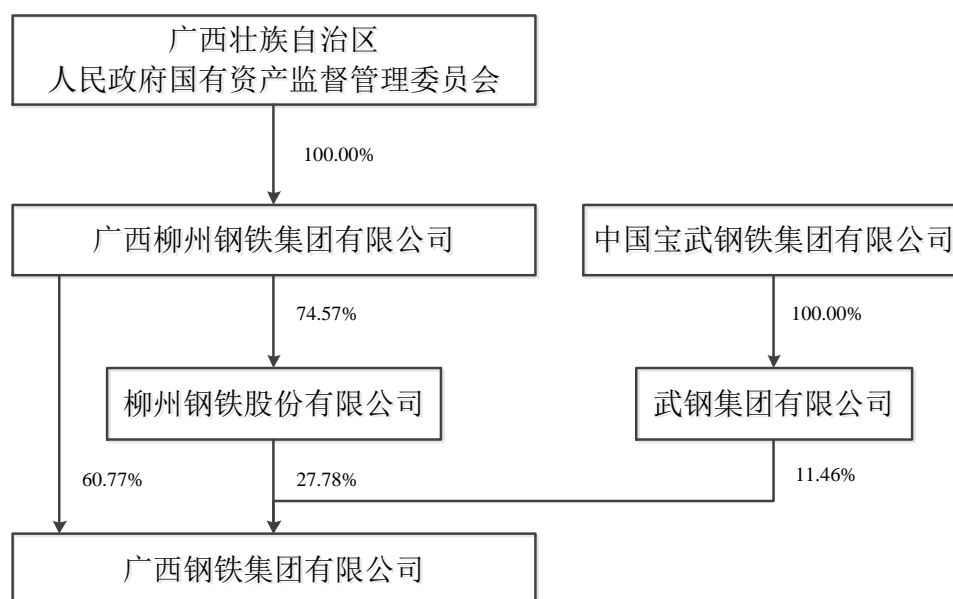 广西壮族自治区
人民政府国有资产监督管理委员会
100.00%
广西柳州钢铁集团有限公司
中国宝武钢铁集团有限公司
74.57%
100.00%
柳州钢铁股份有限公司
武钢集团有限公司
60.77%
27.78%
11.46%
广西钢铁集团有限公司